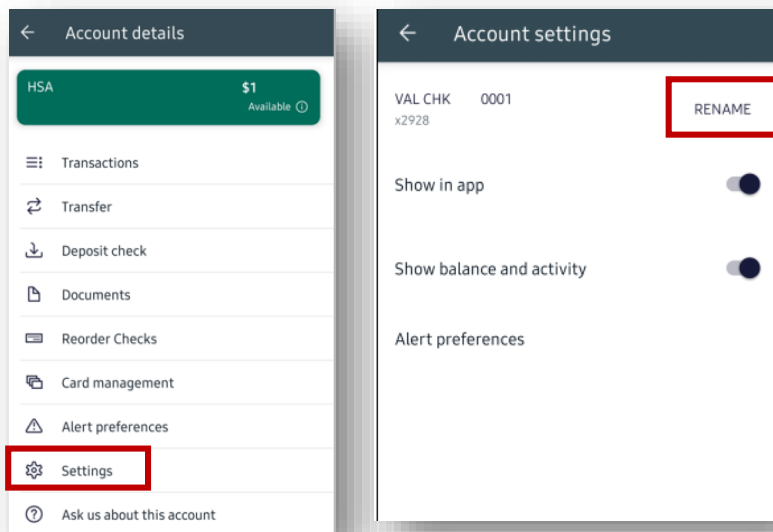 Account details
HSA $1
Available
Transactions
Transfer
Deposit check
Documents
Reorder Checks
Card management
Alert preferences
Settings
Ask us about this account
Account settings
VAL CHK 0001
x2928
RENAME
Show in app
Show balance and activity
Alert preferences